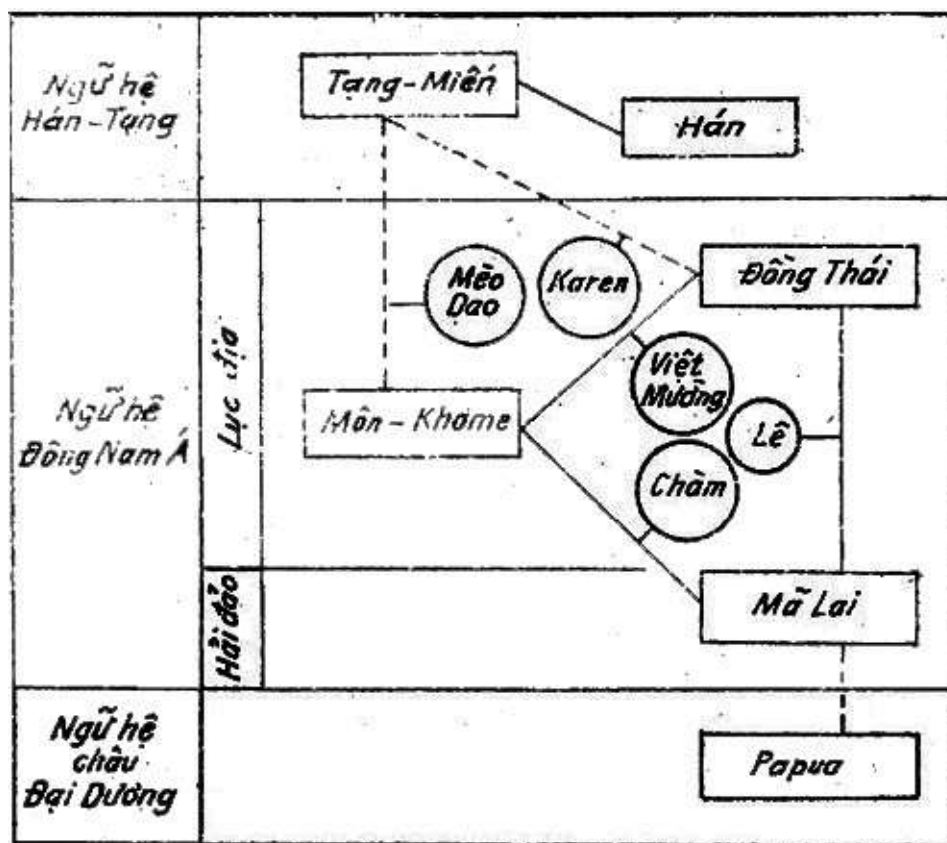 Ngữ hệ
Hán-Tạng
Tạng-Miến
Hán
Ngữ hệ
Đông Nam Á
Lục địa
Mèo
Dao
Karen
Đồng Thái
Việt
Mường
Môn-Khơme
Lê
Chàm
Hải đảo
Mã Lai
Ngữ hệ
châu
Đại Dương
Papua